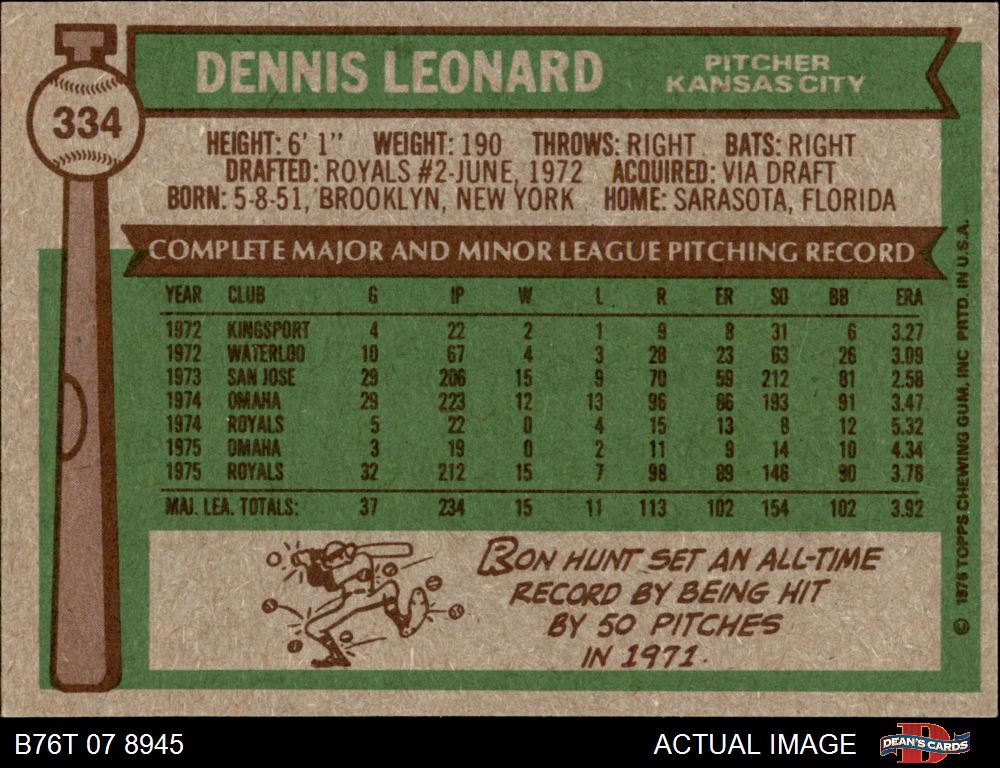 334
DENNIS LEONARD
PITCHER
KANSAS CITY
HEIGHT: 6' 1" WEIGHT: 190 THROWS: RIGHT BATS: RIGHT
DRAFTED: ROYALS #2-JUNE, 1972 ACQUIRED: VIA DRAFT
BORN: 5-8-51, BROOKLYN, NEW YORK HOME: SARASOTA, FLORIDA
COMPLETE MAJOR AND MINOR LEAGUE PITCHING RECORD
YEAR CLUB G IP W L R ER SO BB ERA
1972 KINGSPORT 4 22 2 1 9 8 31 6 3.27
1972 WATERLOO 10 67 4 3 28 23 63 26 3.09
1973 SAN JOSE 29 206 15 9 70 59 212 81 2.58
1974 OMAHA 29 223 12 13 96 86 193 91 3.47
1974 ROYALS 5 22 0 4 15 13 8 12 5.32
1975 OMAHA 3 19 0 2 11 9 14 10 4.34
1975 ROYALS 32 212 15 7 98 89 146 90 3.78
MAJ. LEA. TOTALS: 37 234 15 11 113 102 154 102 3.92
RON HUNT SET AN ALL-TIME
RECORD BY BEING HIT
BY 50 PITCHES
IN 1971.
© 1976 TOPPS CHEWING GUM, INC PRTD. IN U.S.A.
B76T 07 8945
ACTUAL IMAGE
DEAN'S CARDS